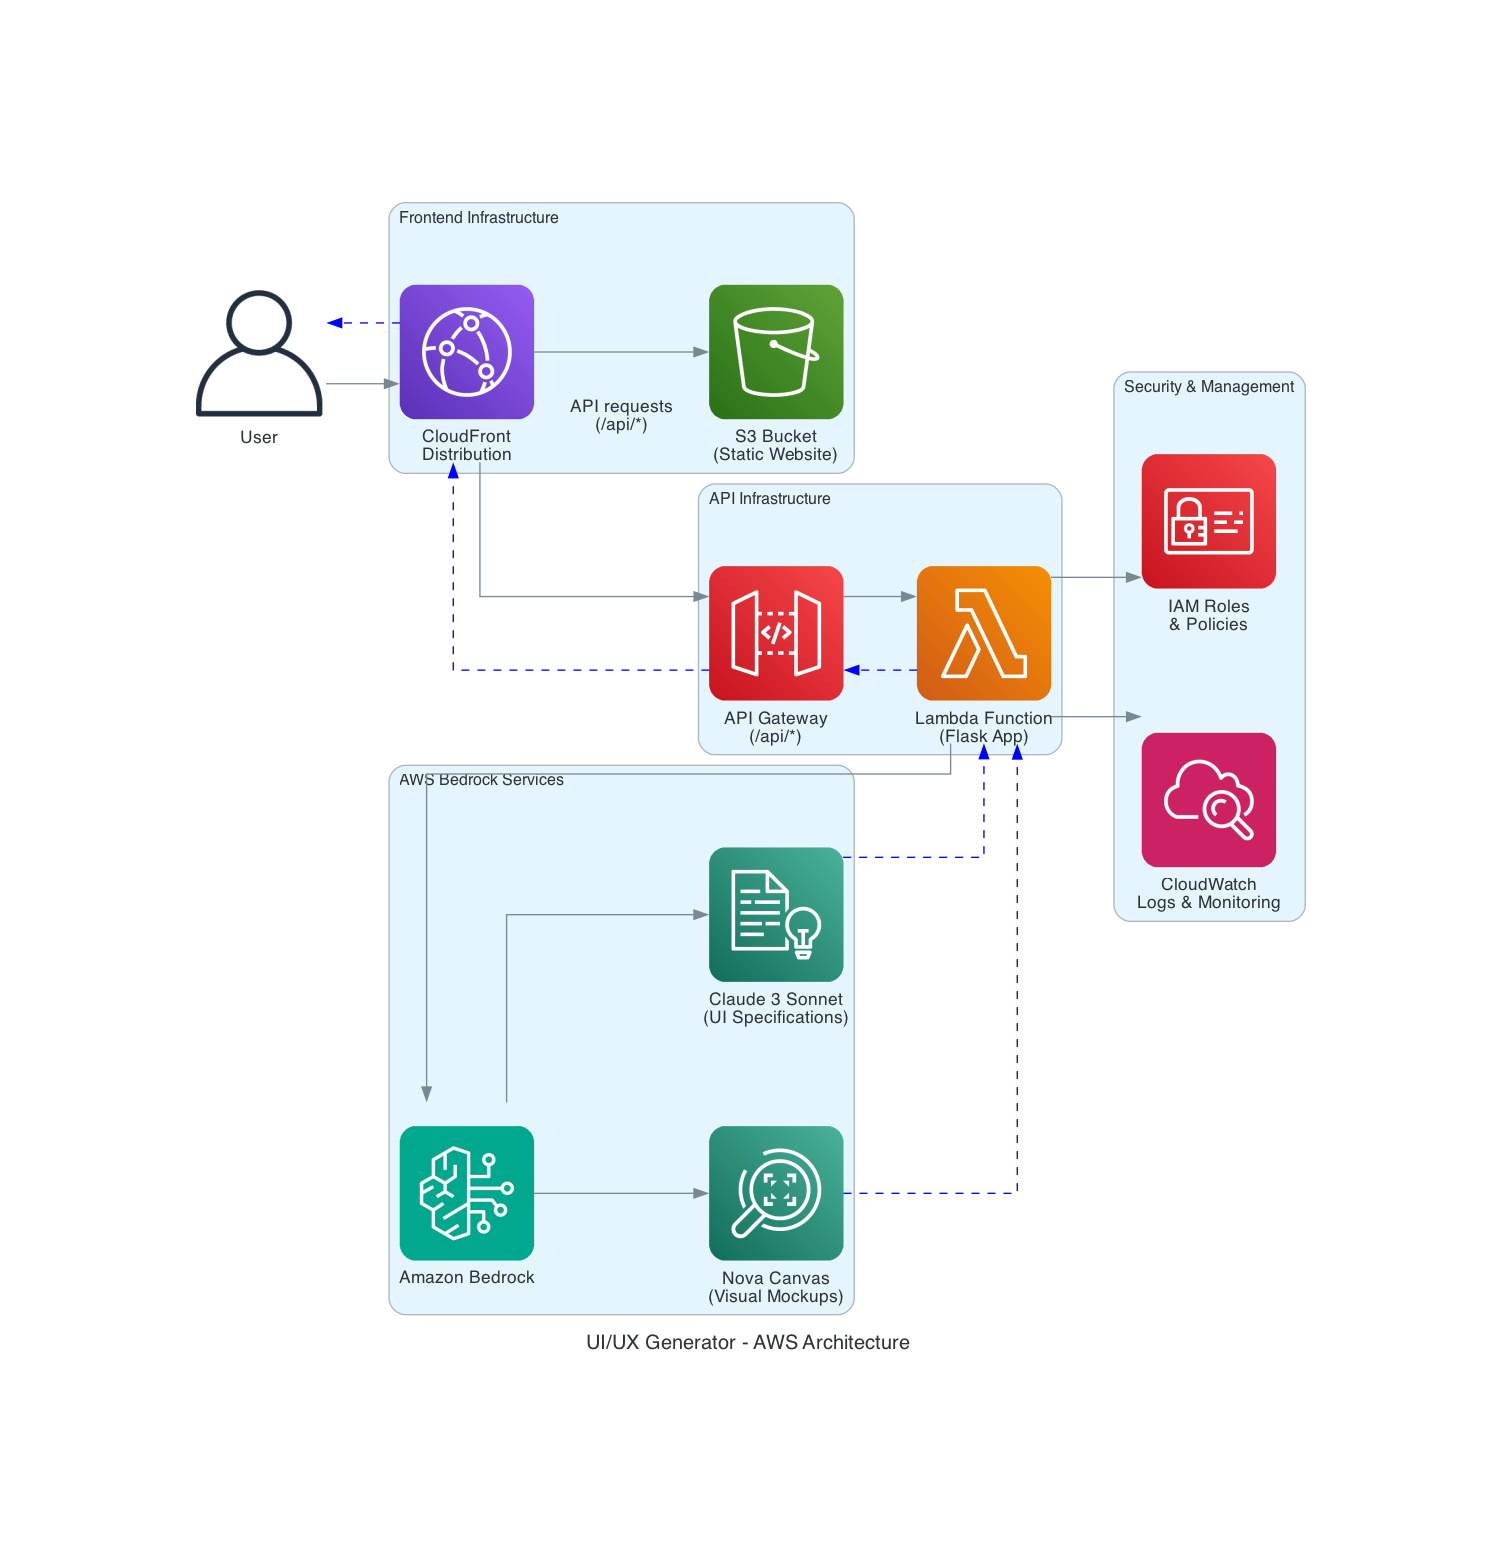 Frontend Infrastructure
User
CloudFront
Distribution
API requests
(/api/*)
S3 Bucket
(Static Website)
Security & Management
IAM Roles
& Policies
CloudWatch
Logs & Monitoring
API Infrastructure
API Gateway
(/api/*)
Lambda Function
(Flask App)
AWS Bedrock Services
Claude 3 Sonnet
(UI Specifications)
Amazon Bedrock
Nova Canvas
(Visual Mockups)
UI/UX Generator - AWS Architecture